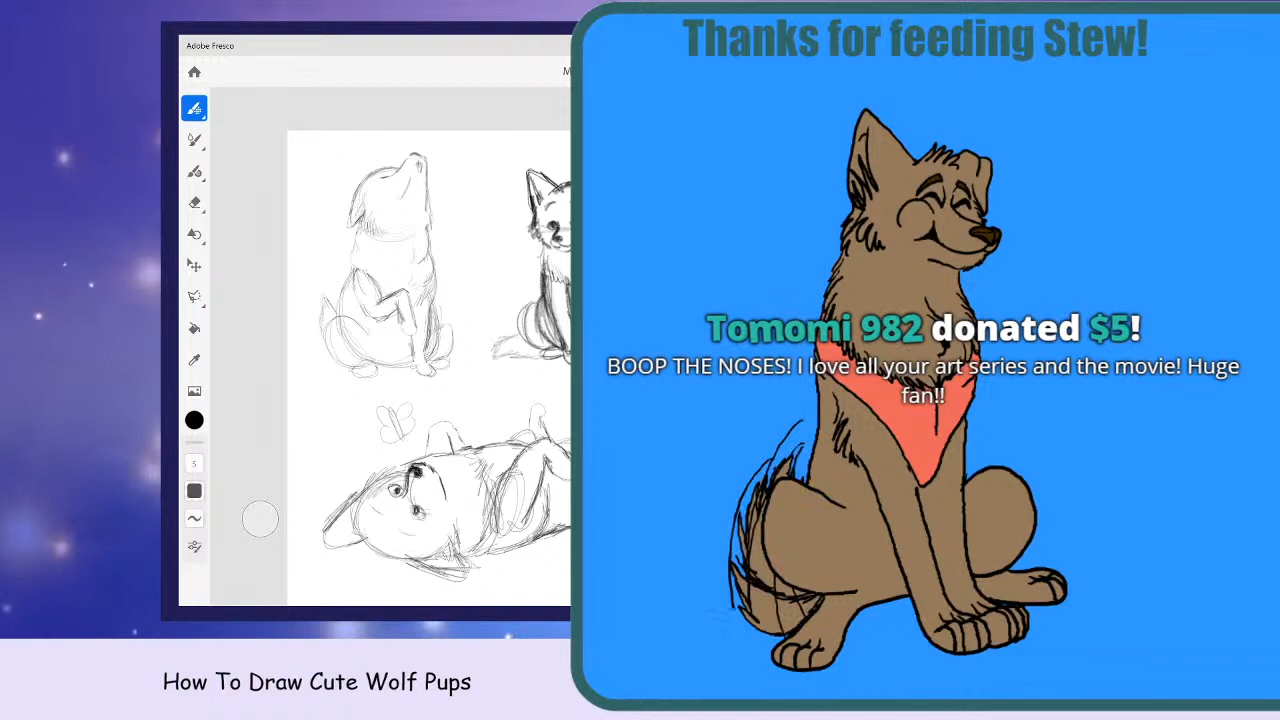 Adobe Fresco
M
5
How To Draw Cute Wolf Pups
Thanks for feeding Stew!
Tomomi 982 donated $5!
BOOP THE NOSES! I love all your art series and the movie! Huge
fan!!